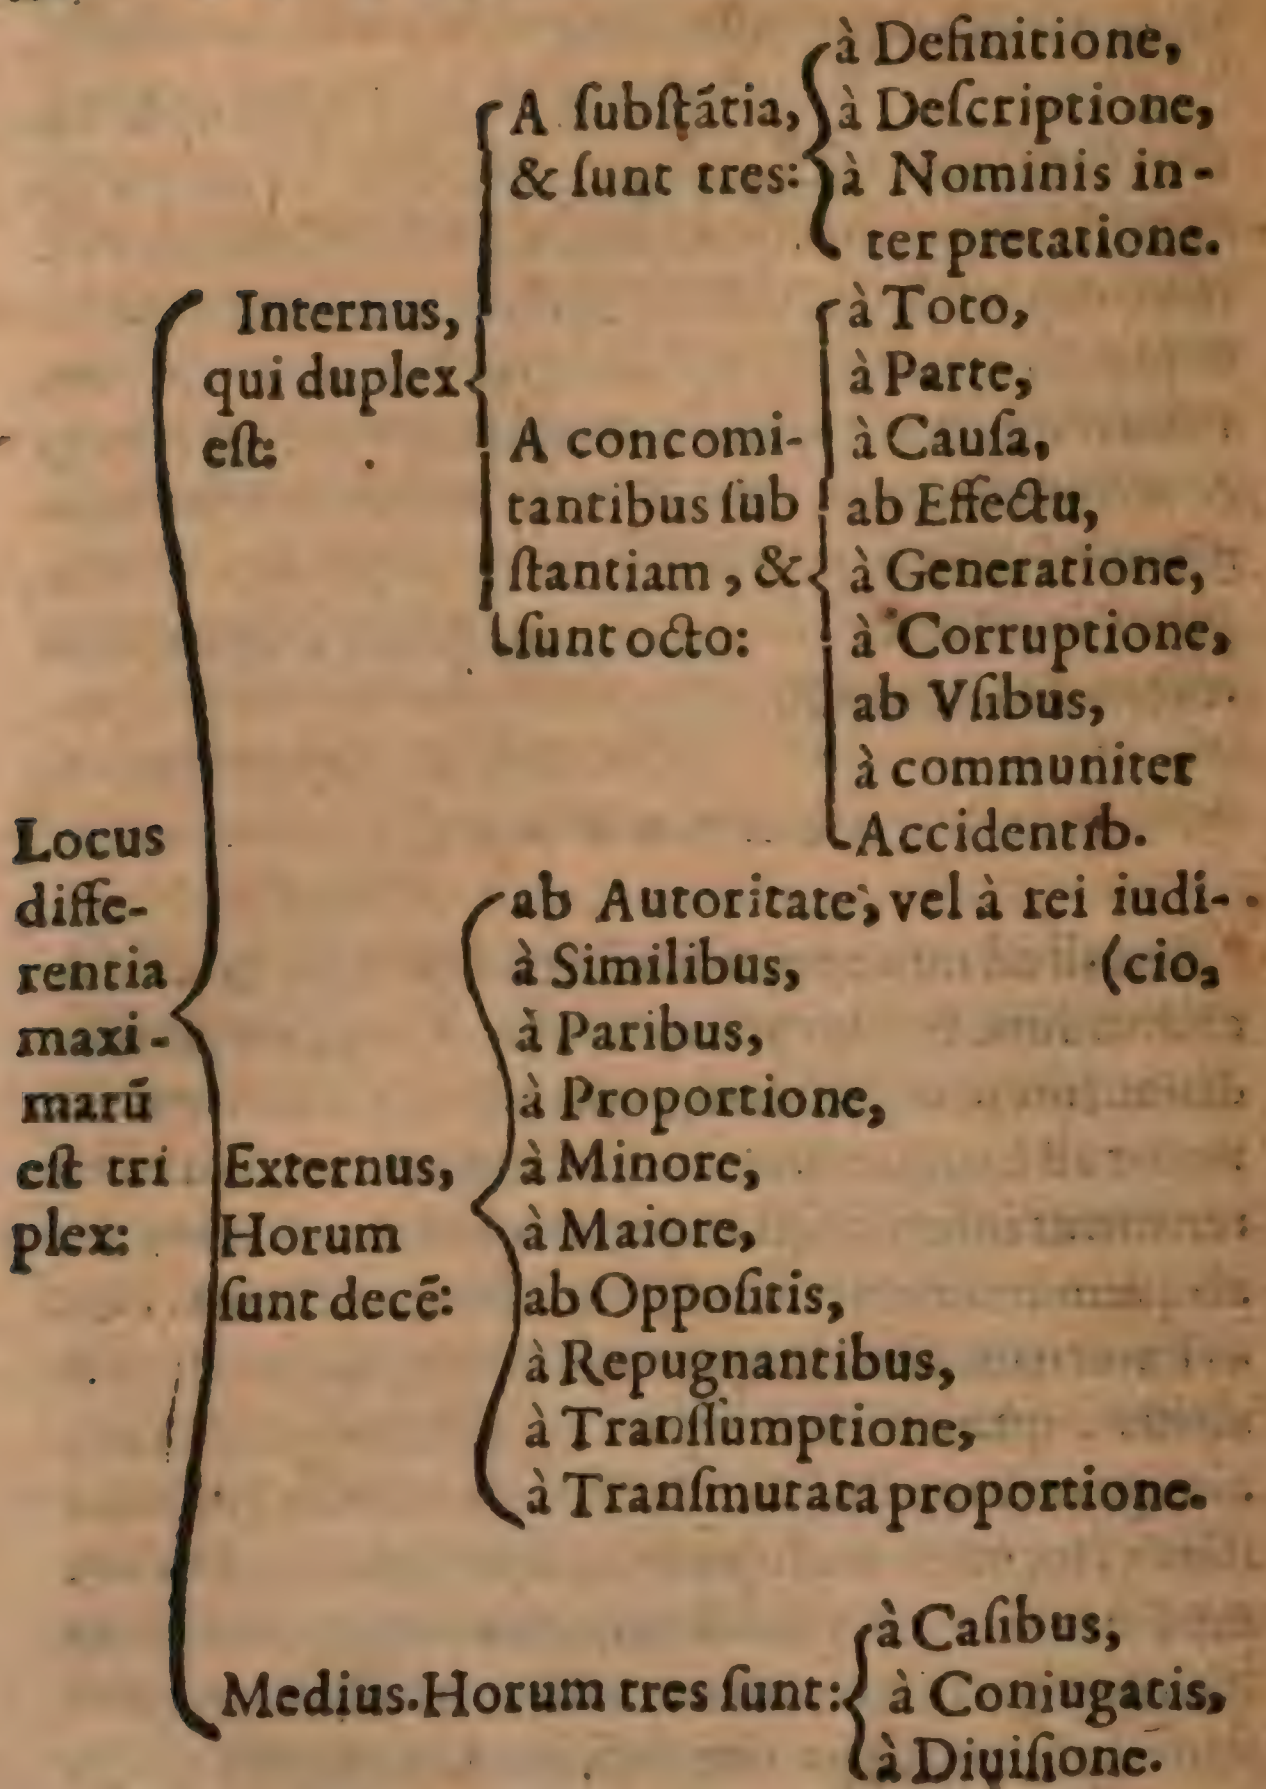 Locus
diffe-
rentia
maxi-
marū
eſt tri
plex:
Internus,
qui duplex
eſt:
A ſubſtātia,
& ſunt tres:
à Definitione,
à Deſcriptione,
à Nominis in-
ter pretatione.
A concomi-
tantibus ſub
ſtantiam, &
ſunt octo:
à Toto,
à Parte,
à Cauſa,
ab Effectu,
à Generatione,
à Corruptione,
ab Vſibus,
à communiter
Accidentib.
Externus,
Horum
ſunt decē:
ab Autoritate, vel à rei iudi-
(cio,
à Similibus,
à Paribus,
à Proportione,
à Minore,
à Maiore,
ab Oppoſitis,
à Repugnantibus,
à Tranſſumptione,
à Tranſmutata proportione.
Medius. Horum tres ſunt:
à Caſibus,
à Coniugatis,
à Diuiſione.